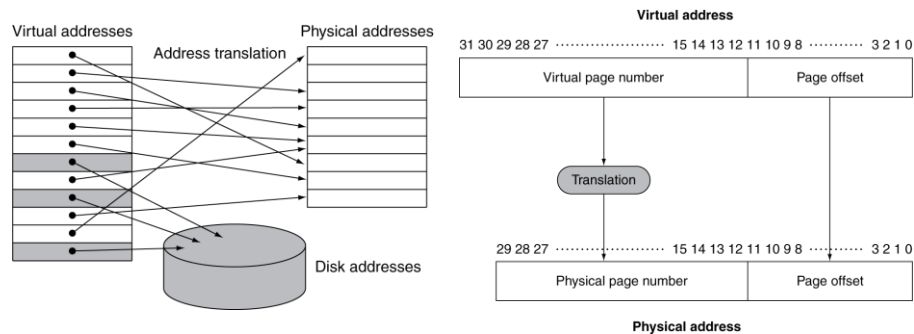 Virtual addresses
Address translation
Physical addresses
Disk addresses
Virtual address
31 30 29 28 27 ........................ 15 14 13 12 11 10 9 8 ........... 3 2 1 0
Virtual page number
Page offset
Translation
29 28 27 ........................ 15 14 13 12 11 10 9 8 ........... 3 2 1 0
Physical page number
Page offset
Physical address